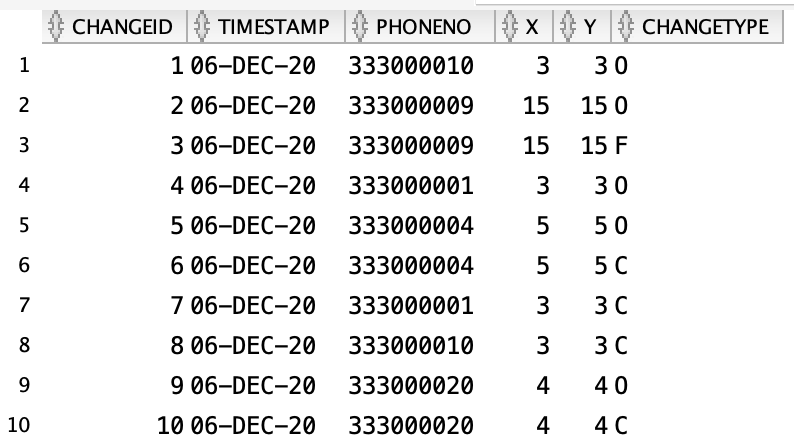 CHANGEID TIMESTAMP PHONENO X Y CHANGETYPE
1 1 06-DEC-20 333000010 3 3 O
2 2 06-DEC-20 333000009 15 15 O
3 3 06-DEC-20 333000009 15 15 F
4 4 06-DEC-20 333000001 3 3 O
5 5 06-DEC-20 333000004 5 5 O
6 6 06-DEC-20 333000004 5 5 C
7 7 06-DEC-20 333000001 3 3 C
8 8 06-DEC-20 333000010 3 3 C
9 9 06-DEC-20 333000020 4 4 O
10 10 06-DEC-20 333000020 4 4 C